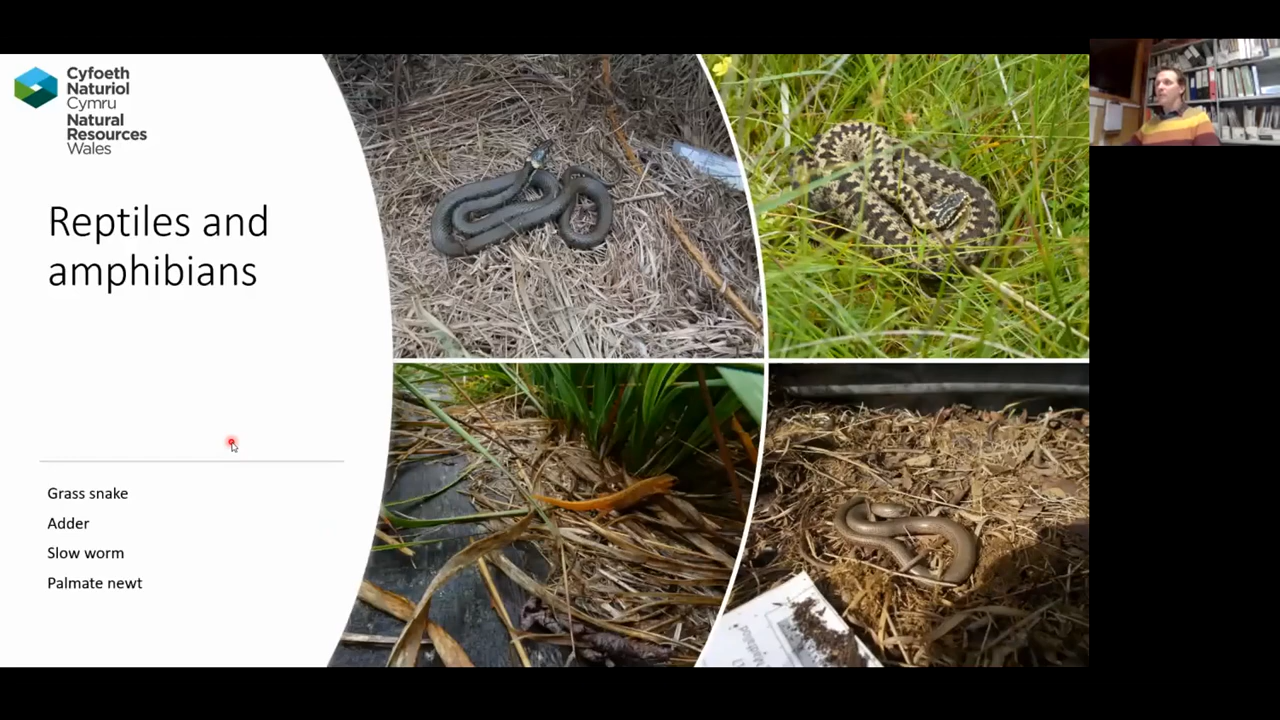 Cyfoeth
Naturiol
Cymru
Natural
Resources
Wales
Reptiles and
amphibians
Grass snake
Adder
Slow worm
Palmate newt